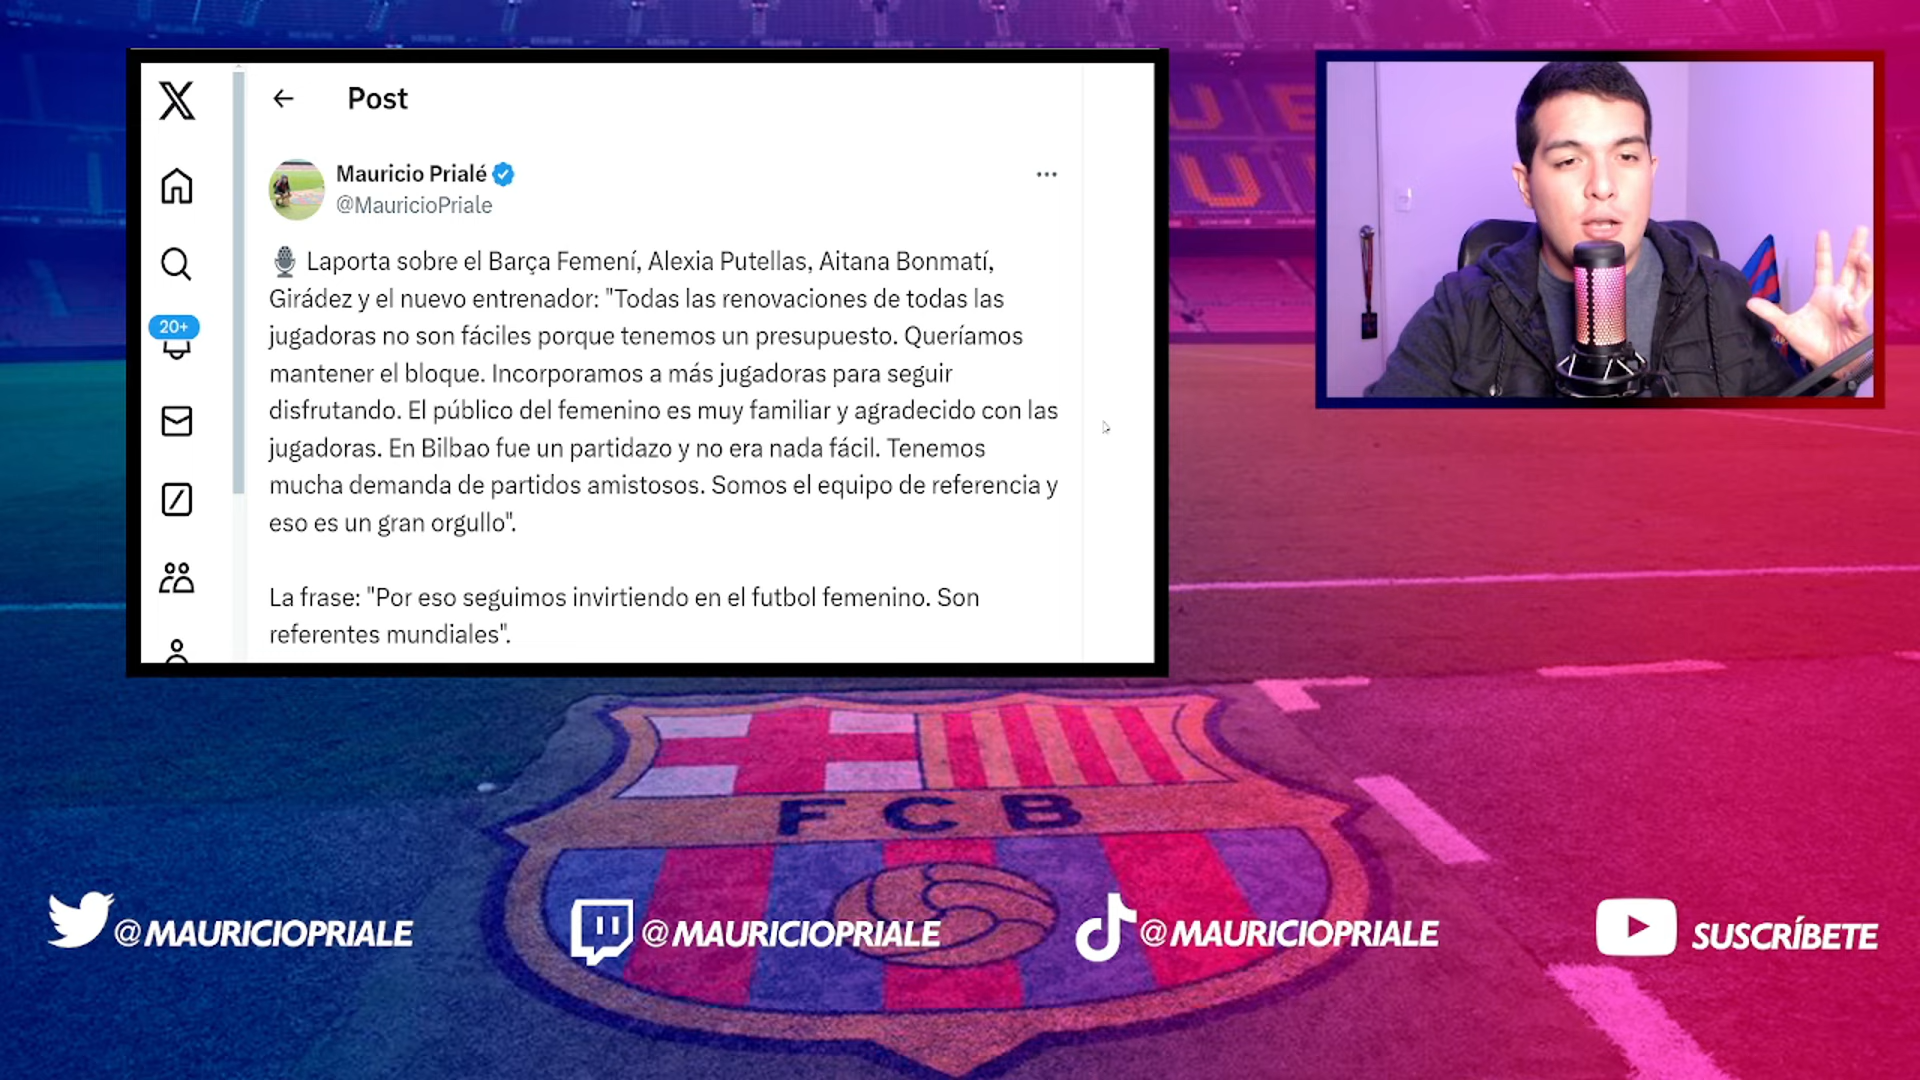 Post
Mauricio Prialé
@MauricioPriale
Laporta sobre el Barça Femení, Alexia Putellas, Aitana Bonmatí,
Girádez y el nuevo entrenador: "Todas las renovaciones de todas las
jugadoras no son fáciles porque tenemos un presupuesto. Queríamos
mantener el bloque. Incorporamos a más jugadoras para seguir
disfrutando. El público del femenino es muy familiar y agradecido con las
jugadoras. En Bilbao fue un partidazo y no era nada fácil. Tenemos
mucha demanda de partidos amistosos. Somos el equipo de referencia y
eso es un gran orgullo".
La frase: "Por eso seguimos invirtiendo en el futbol femenino. Son
referentes mundiales".
20+
FCB
@MAURICIOPRIALE
@MAURICIOPRIALE
@MAURICIOPRIALE
SUSCRÍBETE